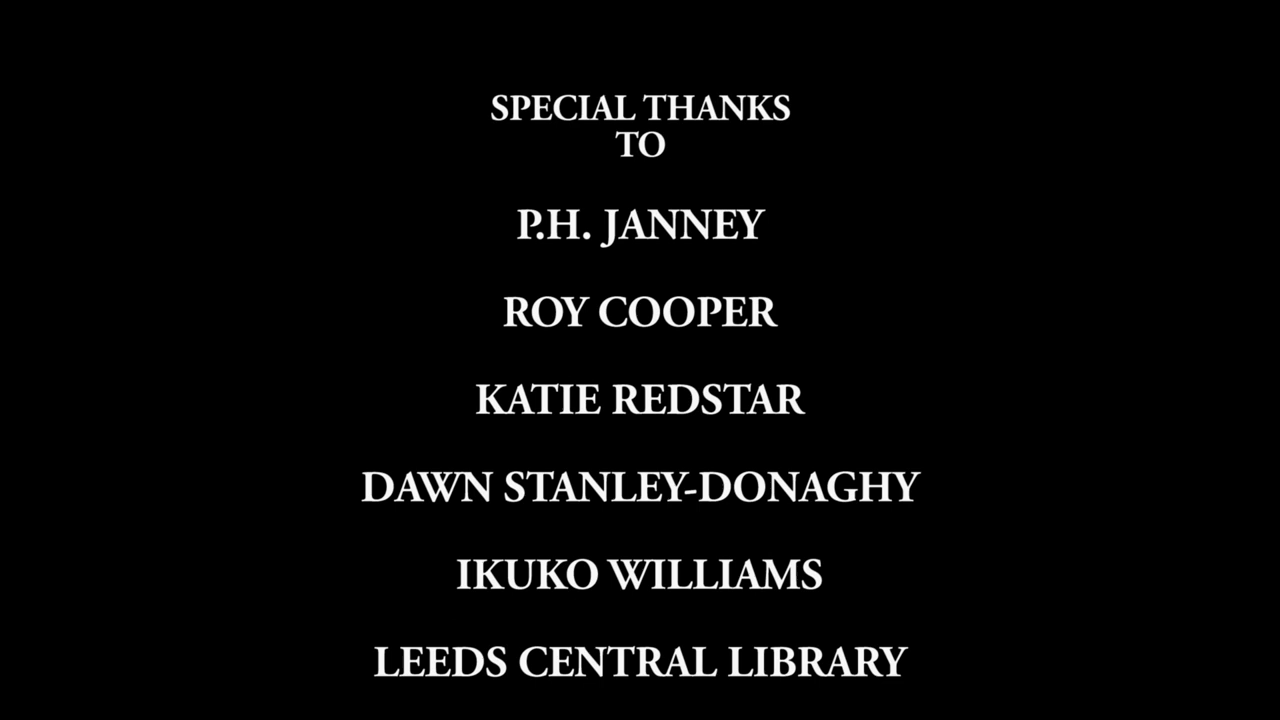 SPECIAL THANKS
TO
P.H. JANNEY
ROY COOPER
KATIE REDSTAR
DAWN STANLEY-DONAGHY
IKUKO WILLIAMS
LEEDS CENTRAL LIBRARY